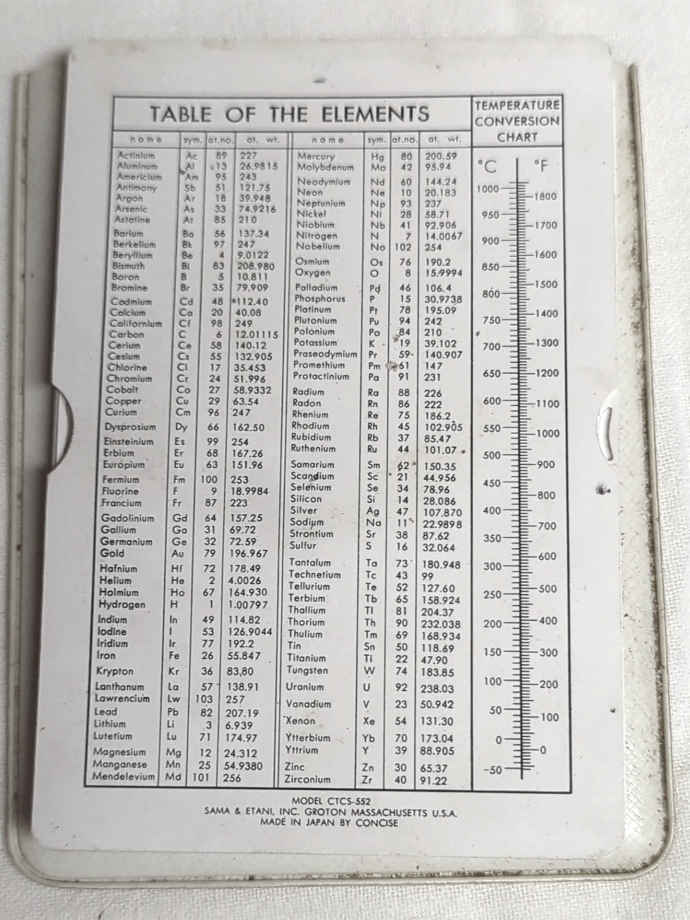 TABLE OF THE ELEMENTS
name sym. at.no. at. wt.
Actinium Ac 89 227
Aluminum Al 13 26.9815
Americium Am 95 243
Antimony Sb 51 121.75
Argon Ar 18 39.948
Arsenic As 33 74.9216
Astatine At 85 210
Barium Ba 56 137.34
Berkelium Bk 97 247
Beryllium Be 4 9.0122
Bismuth Bi 83 208.980
Boron B 5 10.811
Bromine Br 35 79.909
Cadmium Cd 48 112.40
Calcium Ca 20 40.08
Californium Cf 98 249
Carbon C 6 12.01115
Cerium Ce 58 140.12
Cesium Cs 55 132.905
Chlorine Cl 17 35.453
Chromium Cr 24 51.996
Cobalt Co 27 58.9332
Copper Cu 29 63.54
Curium Cm 96 247
Dysprosium Dy 66 162.50
Einsteinium Es 99 254
Erbium Er 68 167.26
Europium Eu 63 151.96
Fermium Fm 100 253
Fluorine F 9 18.9984
Francium Fr 87 223
Gadolinium Gd 64 157.25
Gallium Ga 31 69.72
Germanium Ge 32 72.59
Gold Au 79 196.967
Hafnium Hf 72 178.49
Helium He 2 4.0026
Holmium Ho 67 164.930
Hydrogen H 1 1.00797
Indium In 49 114.82
Iodine I 53 126.9044
Iridium Ir 77 192.2
Iron Fe 26 55.847
Krypton Kr 36 83.80
Lanthanum La 57 138.91
Lawrencium Lw 103 257
Lead Pb 82 207.19
Lithium Li 3 6.939
Lutetium Lu 71 174.97
Magnesium Mg 12 24.312
Manganese Mn 25 54.9380
Mendelevium Md 101 256
name sym. at.no. at. wt.
Mercury Hg 80 200.59
Molybdenum Mo 42 95.94
Neodymium Nd 60 144.24
Neon Ne 10 20.183
Neptunium Np 93 237
Nickel Ni 28 58.71
Niobium Nb 41 92.906
Nitrogen N 7 14.0067
Nobelium No 102 254
Osmium Os 76 190.2
Oxygen O 8 15.9994
Palladium Pd 46 106.4
Phosphorus P 15 30.9738
Platinum Pt 78 195.09
Plutonium Pu 94 242
Polonium Po 84 210
Potassium K 19 39.102
Praseodymium Pr 59 140.907
Promethium Pm 61 147
Protactinium Pa 91 231
Radium Ra 88 226
Radon Rn 86 222
Rhenium Re 75 186.2
Rhodium Rh 45 102.905
Rubidium Rb 37 85.47
Ruthenium Ru 44 101.07
Samarium Sm 62 150.35
Scandium Sc 21 44.956
Selenium Se 34 78.96
Silicon Si 14 28.086
Silver Ag 47 107.870
Sodium Na 11 22.9898
Strontium Sr 38 87.62
Sulfur S 16 32.064
Tantalum Ta 73 180.948
Technetium Tc 43 99
Tellurium Te 52 127.60
Terbium Tb 65 158.924
Thallium Tl 81 204.37
Thorium Th 90 232.038
Thulium Tm 69 168.934
Tin Sn 50 118.69
Titanium Ti 22 47.90
Tungsten W 74 183.85
Uranium U 92 238.03
Vanadium V 23 50.942
Xenon Xe 54 131.30
Ytterbium Yb 70 173.04
Yttrium Y 39 88.905
Zinc Zn 30 65.37
Zirconium Zr 40 91.22
TEMPERATURE
CONVERSION
CHART
°C °F
1000
1800
950
1700
900
1600
850
1500
800
1400
750
700
1300
650
1200
600
1100
550
1000
500
900
450
800
400
700
350
600
300
500
250
400
200
300
150
100
200
50
100
0
0
-50
MODEL CTCS-552
SAMA & ETANI, INC. GROTON MASSACHUSETTS U.S.A.
MADE IN JAPAN BY CONCISE